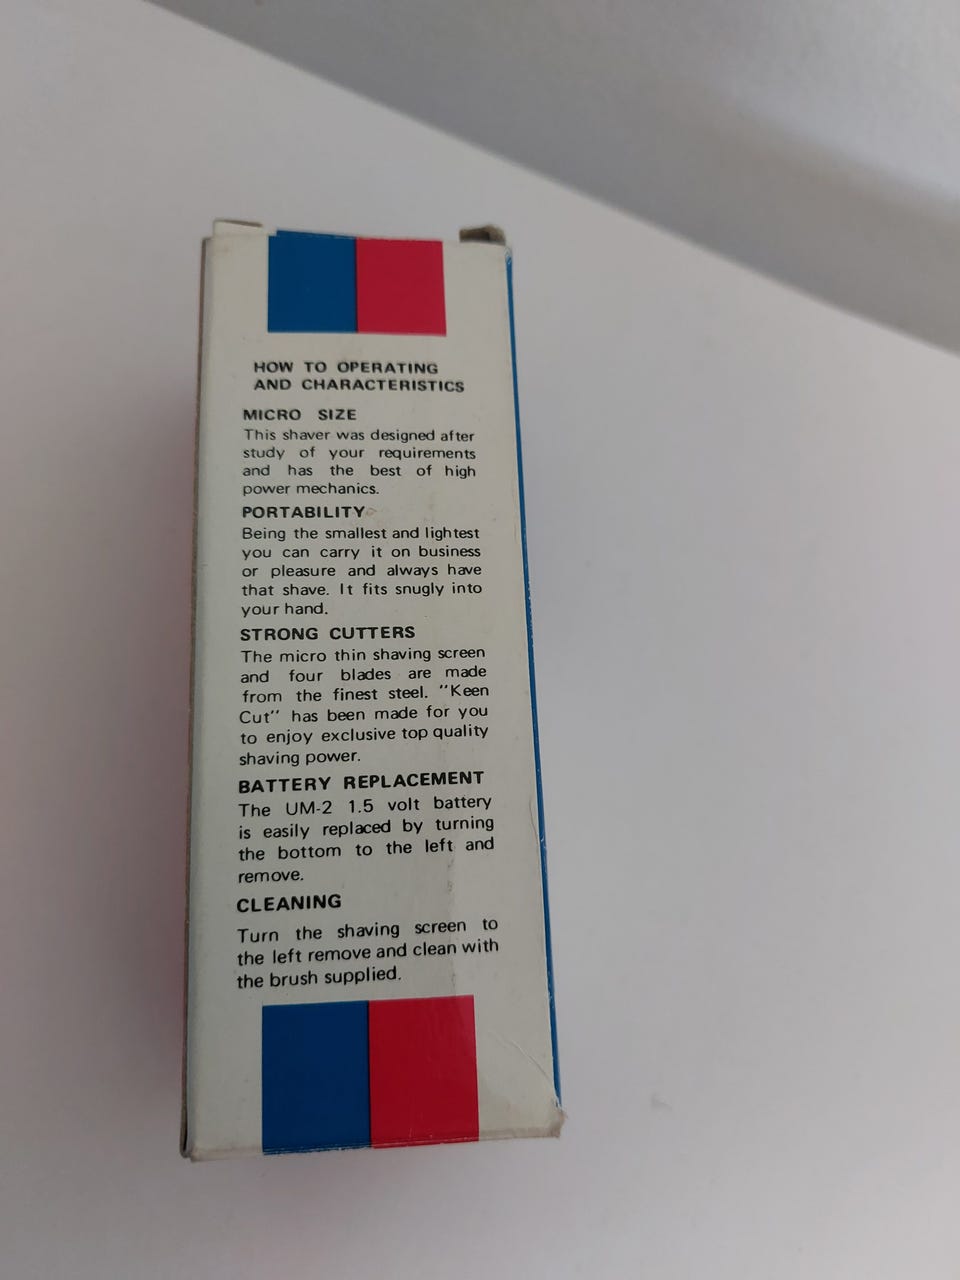 HOW TO OPERATING
AND CHARACTERISTICS
MICRO SIZE
This shaver was designed after
study of your requirements
and has the best of high
power mechanics.
PORTABILITY
Being the smallest and lightest
you can carry it on business
or pleasure and always have
that shave. It fits snugly into
your hand.
STRONG CUTTERS
The micro thin shaving screen
and four blades are made
from the finest steel. "Keen
Cut" has been made for you
to enjoy exclusive top quality
shaving power.
BATTERY REPLACEMENT
The UM-2 1.5 volt battery
is easily replaced by turning
the bottom to the left and
remove.
CLEANING
Turn the shaving screen to
the left remove and clean with
the brush supplied.